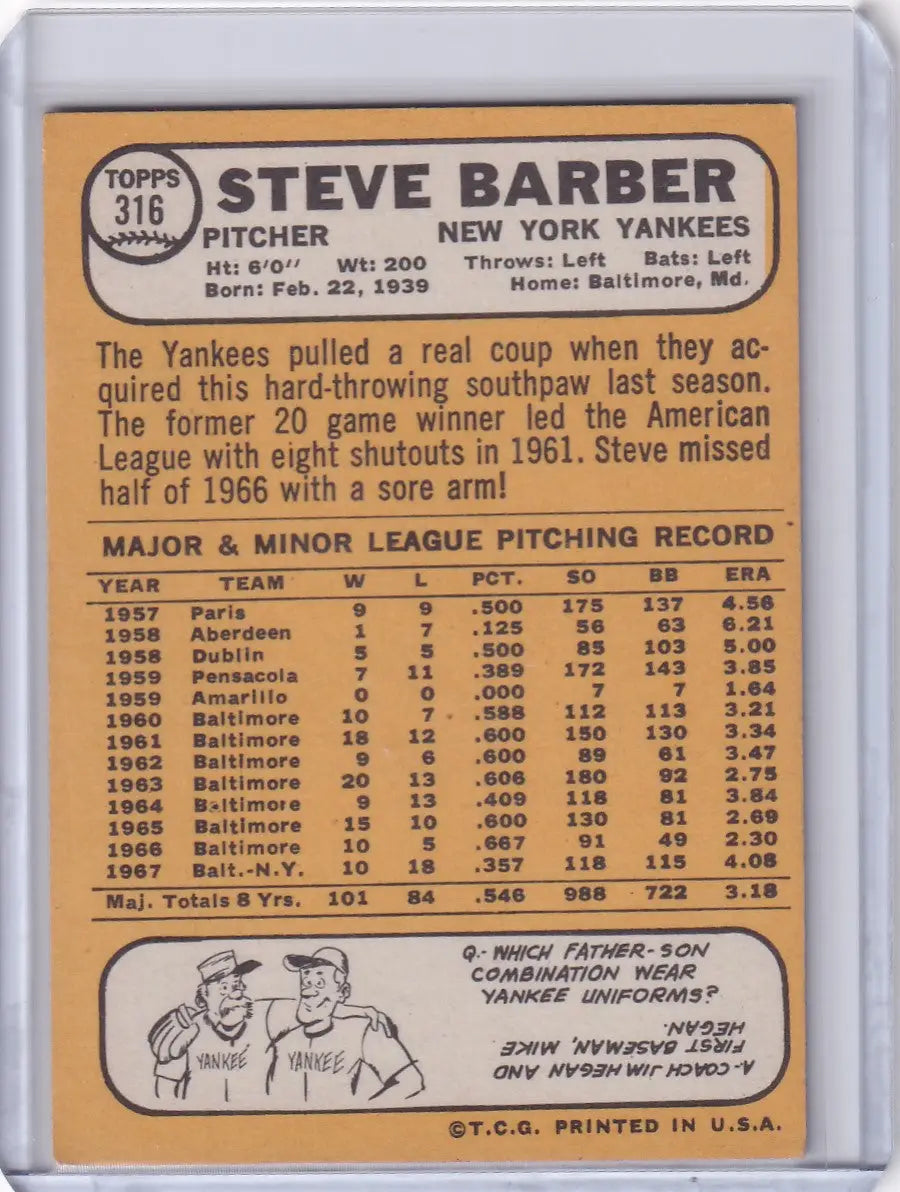 TOPPS
316
STEVE BARBER
PITCHER NEW YORK YANKEES
Ht: 6'0" Wt: 200 Throws: Left Bats: Left
Born: Feb. 22, 1939 Home: Baltimore, Md.
The Yankees pulled a real coup when they ac-
quired this hard-throwing southpaw last season.
The former 20 game winner led the American
League with eight shutouts in 1961. Steve missed
half of 1966 with a sore arm!
MAJOR & MINOR LEAGUE PITCHING RECORD
YEAR TEAM W L PCT. SO BB ERA
1957 Paris 9 9 .500 175 137 4.56
1958 Aberdeen 1 7 .125 56 63 6.21
1958 Dublin 5 5 .500 85 103 5.00
1959 Pensacola 7 11 .389 172 143 3.85
1959 Amarillo 0 0 .000 7 7 1.64
1960 Baltimore 10 7 .588 112 113 3.21
1961 Baltimore 18 12 .600 150 130 3.34
1962 Baltimore 9 6 .600 89 61 3.47
1963 Baltimore 20 13 .606 180 92 2.75
1964 Baltimore 9 13 .409 118 81 3.84
1965 Baltimore 15 10 .600 130 81 2.69
1966 Baltimore 10 5 .667 91 49 2.30
1967 Balt.-N.Y. 10 18 .357 118 115 4.08
Maj. Totals 8 Yrs. 101 84 .546 988 722 3.18
Q.- WHICH FATHER-SON
COMBINATION WEAR
YANKEE UNIFORMS?
A.-COACH JIM HEGAN AND
FIRST BASEMAN, MIKE
HEGAN.
YANKEE YANKEE
©T.C.G. PRINTED IN U.S.A.